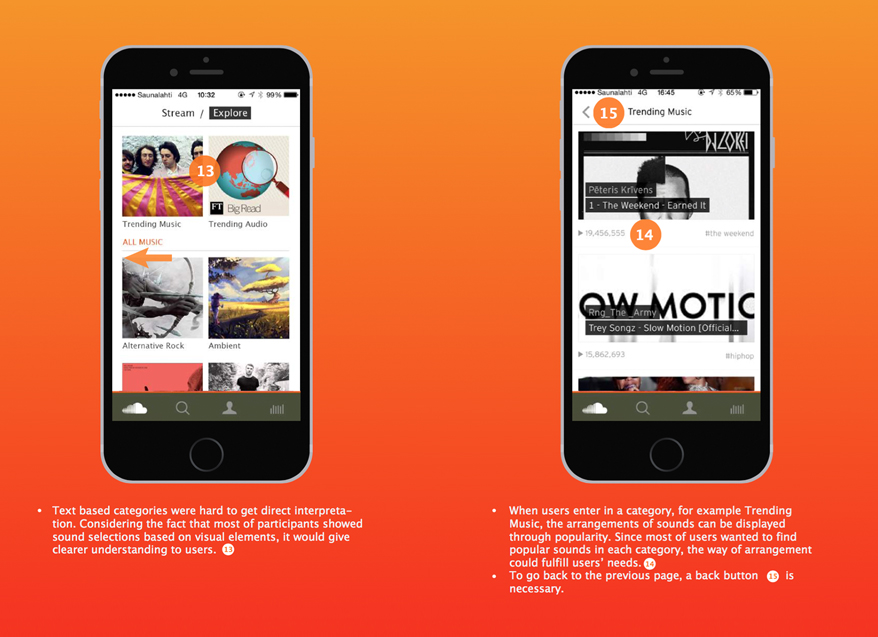 Saunalahti 4G 10:32 99%
Stream / Explore
13
FT Big Read
Trending Music Trending Audio
ALL MUSIC
Alternative Rock Ambient
Saunalahti 4G 16:45 65%
15 Trending Music
Pēteris Krīvens
1 - The Weekend - Earned It
19,456,555 14 #the weekend
OW MOTIC
Rng_The_Army
Trey Songz - Slow Motion [Official...
15,862,693 #hiphop
• Text based categories were hard to get direct interpreta-
tion. Considering the fact that most of participants showed
sound selections based on visual elements, it would give
clearer understanding to users. 13
• When users enter in a category, for example Trending
Music, the arrangements of sounds can be displayed
through popularity. Since most of users wanted to find
popular sounds in each category, the way of arrangement
could fulfill users’ needs. 14
• To go back to the previous page, a back button 15 is
necessary.